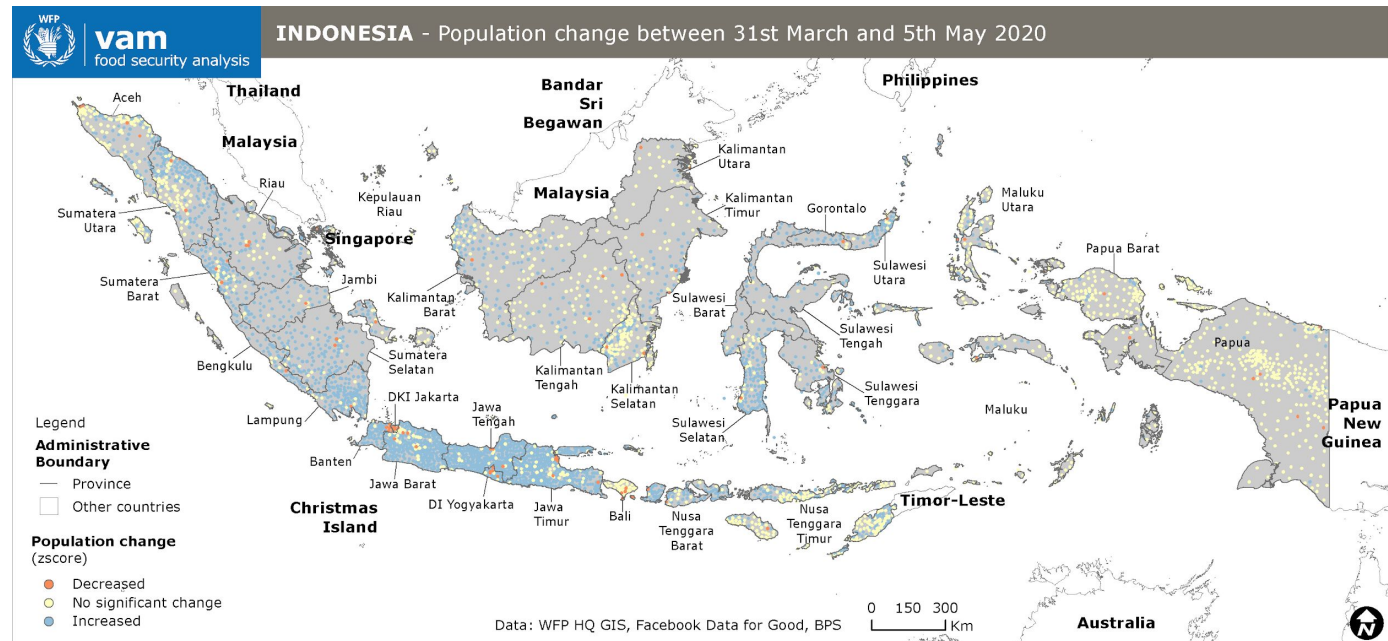 WFP
vam
food security analysis
INDONESIA - Population change between 31st March and 5th May 2020
Thailand
Malaysia
Bandar
Sri
Begawan
Philippines
Aceh
Kalimantan
Utara
Riau
Kepulauan
Riau
Malaysia
Kalimantan
Timur
Gorontalo
Maluku
Utara
Sumatera
Utara
Singapore
Papua Barat
Sumatera
Barat
Jambi
Kalimantan
Barat
Sulawesi
Barat
Sulawesi
Utara
Sulawesi
Tengah
Papua
Bengkulu
Sumatera
Selatan
Kalimantan
Tengah
Kalimantan
Selatan
Sulawesi
Tenggara
Lampung
DKI Jakarta
Jawa
Tengah
Sulawesi
Selatan
Maluku
Papua
New
Guinea
Banten
Jawa Barat
DI Yogyakarta
Jawa
Timur
Bali
Nusa
Tenggara
Barat
Nusa
Tenggara
Timur
Timor-Leste
Christmas
Island
Legend
Administrative
Boundary
Province
Other countries
Population change
(zscore)
Decreased
No significant change
Increased
Data: WFP HQ GIS, Facebook Data for Good, BPS
0 150 300
Km
Australia
N